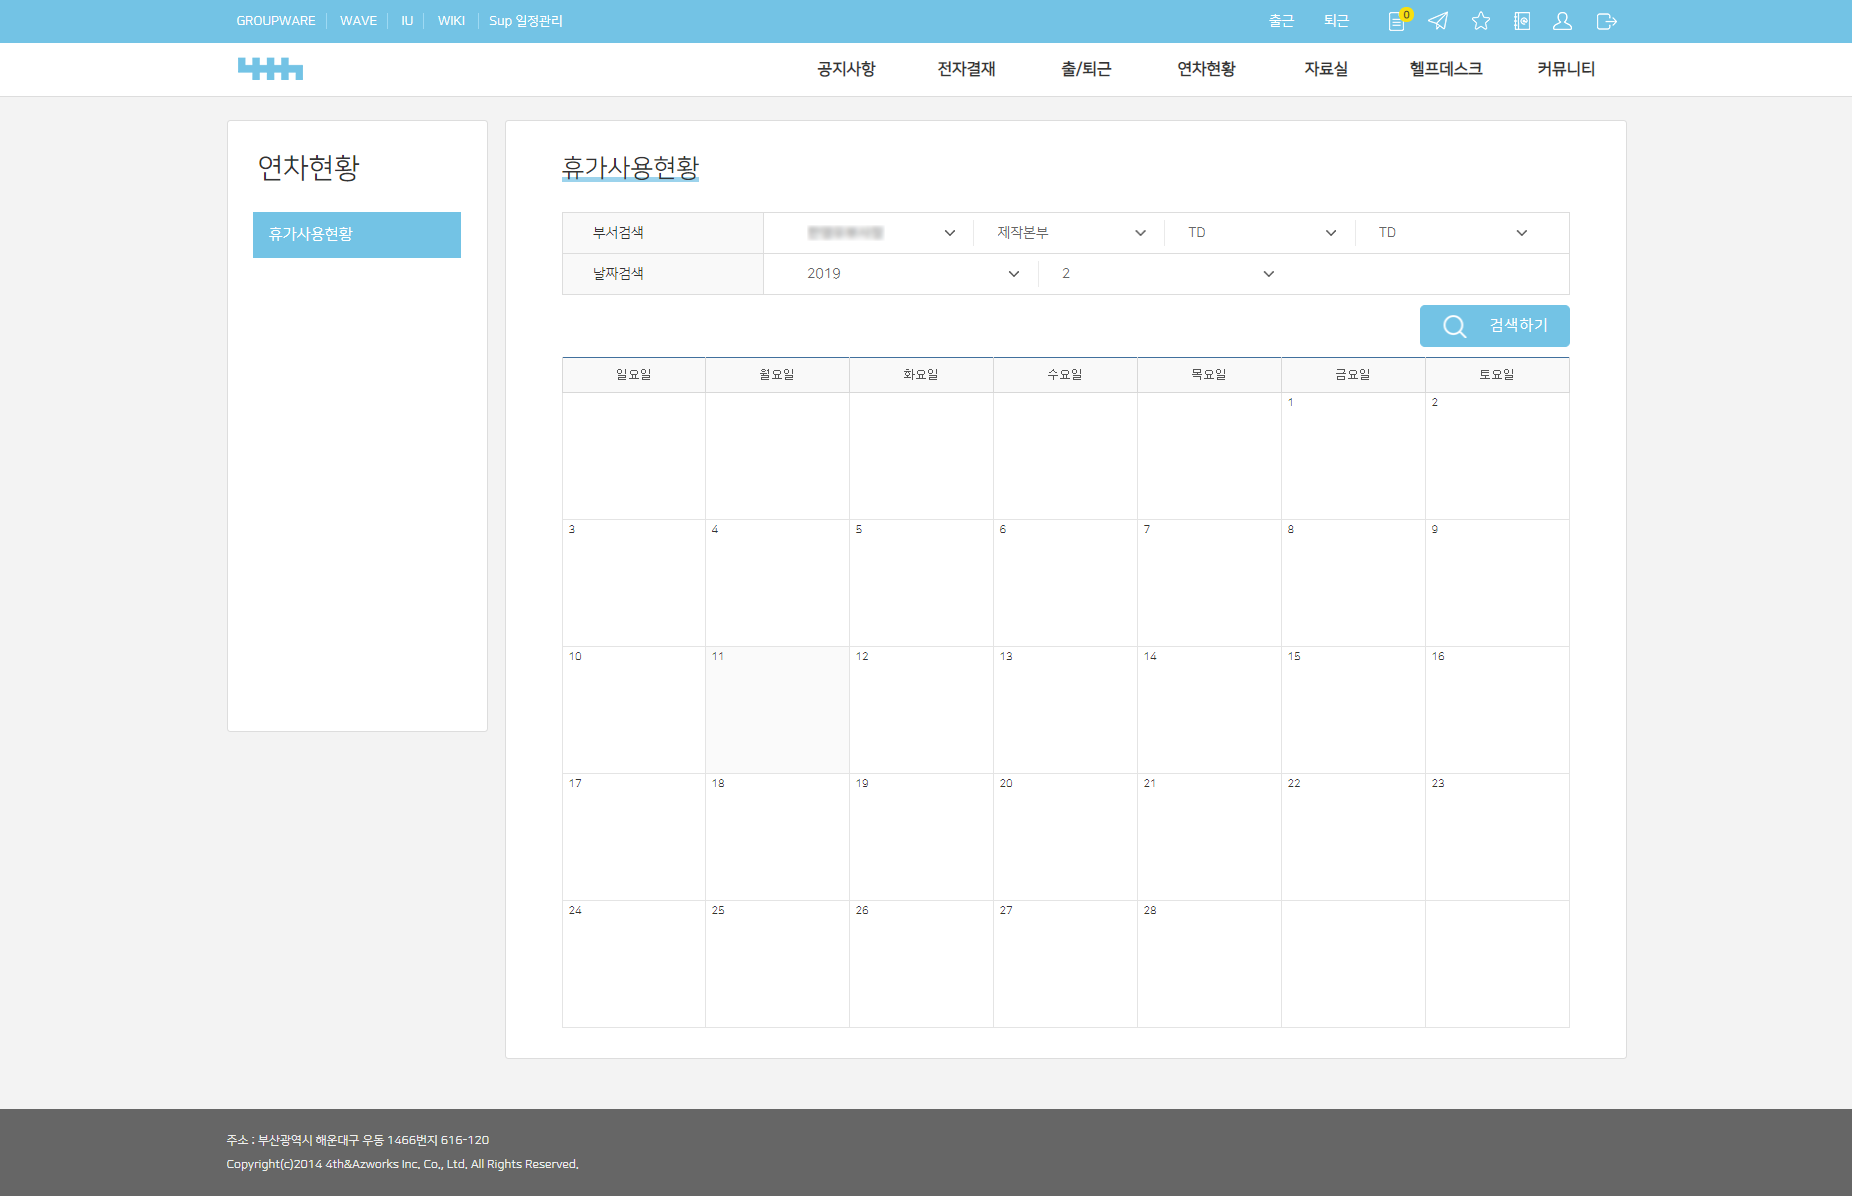 GROUPWARE WAVE IU WIKI Sup 일정관리 출근 퇴근 0
4th 공지사항 전자결재 출/퇴근 연차현황 자료실 헬프데스크 커뮤니티
연차현황
휴가사용현황
휴가사용현황
부서검색 제작본부 TD TD
날짜검색 2019 2
검색하기
일요일 월요일 화요일 수요일 목요일 금요일 토요일
1 2
3 4 5 6 7 8 9
10 11 12 13 14 15 16
17 18 19 20 21 22 23
24 25 26 27 28
주소 : 부산광역시 해운대구 우동 1466번지 616-120
Copyright(c)2014 4th&Azworks Inc. Co., Ltd. All Rights Reserved.